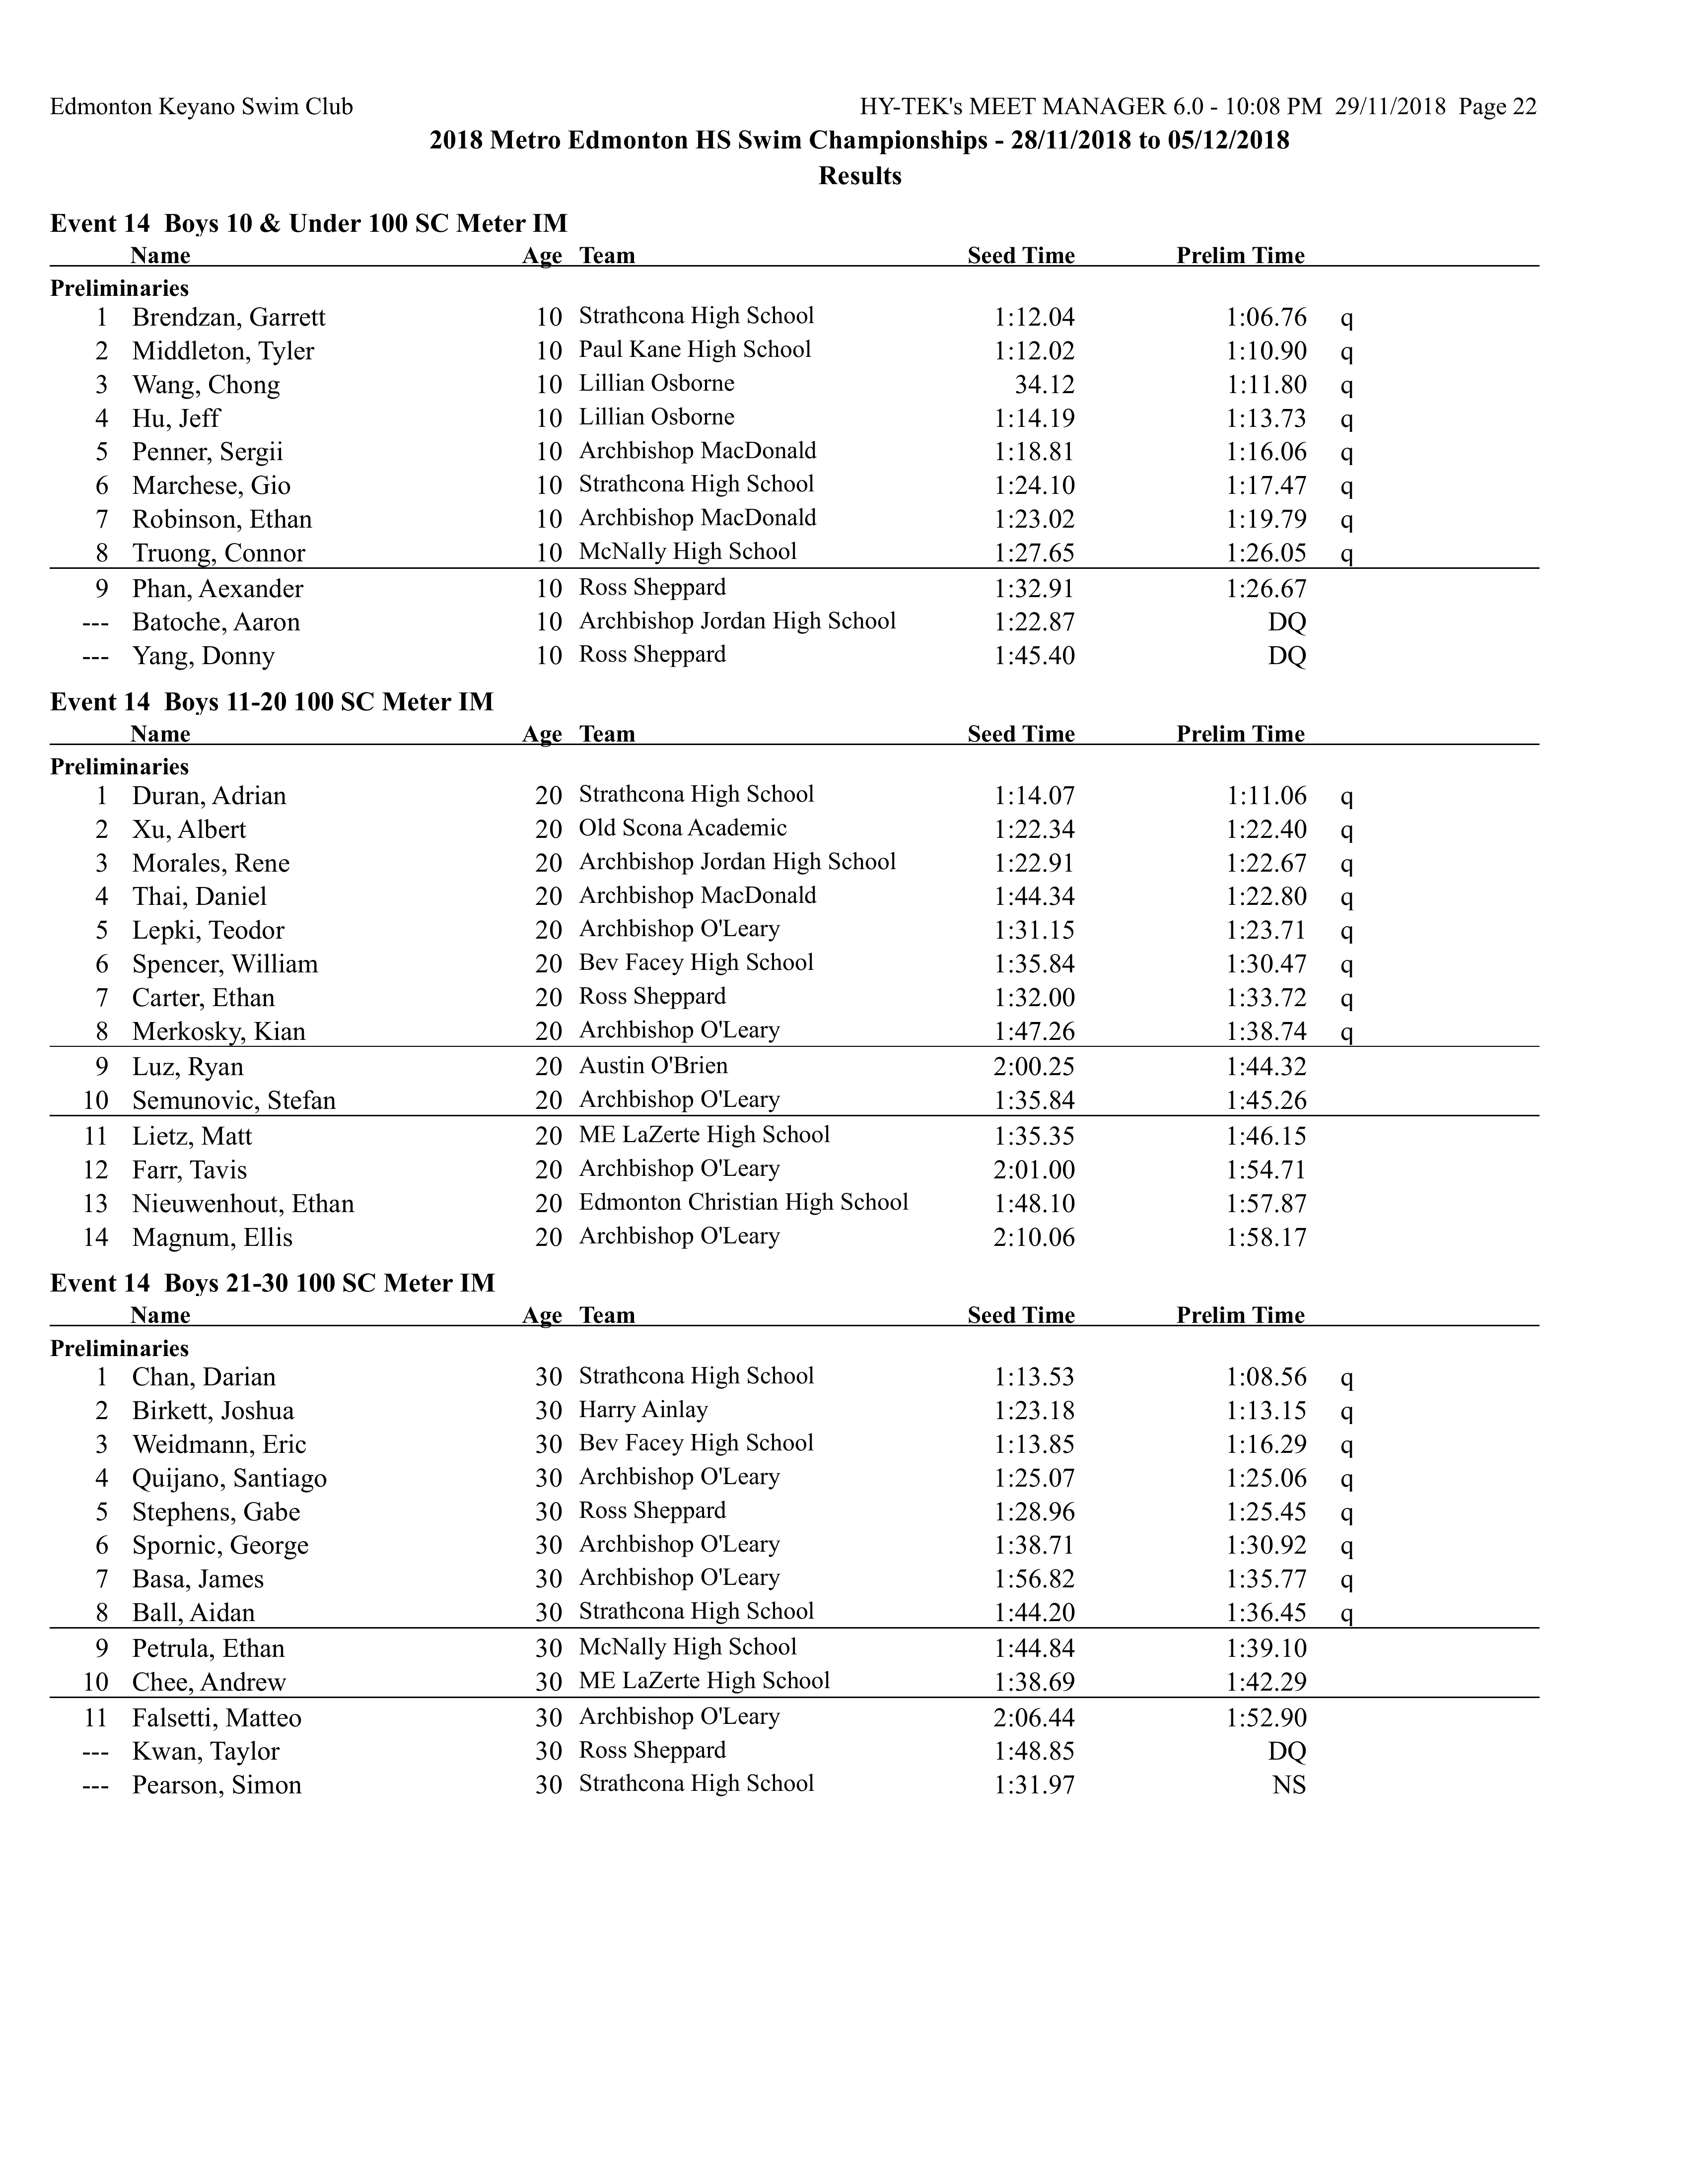 Edmonton Keyano Swim Club HY-TEK's MEET MANAGER 6.0 - 10:08 PM 29/11/2018 Page 22
2018 Metro Edmonton HS Swim Championships - 28/11/2018 to 05/12/2018
Results
Event 14 Boys 10 & Under 100 SC Meter IM
Name Age Team Seed Time Prelim Time
Preliminaries
1 Brendzan, Garrett 10 Strathcona High School 1:12.04 1:06.76 q
2 Middleton, Tyler 10 Paul Kane High School 1:12.02 1:10.90 q
3 Wang, Chong 10 Lillian Osborne 34.12 1:11.80 q
4 Hu, Jeff 10 Lillian Osborne 1:14.19 1:13.73 q
5 Penner, Sergii 10 Archbishop MacDonald 1:18.81 1:16.06 q
6 Marchese, Gio 10 Strathcona High School 1:24.10 1:17.47 q
7 Robinson, Ethan 10 Archbishop MacDonald 1:23.02 1:19.79 q
8 Truong, Connor 10 McNally High School 1:27.65 1:26.05 q
9 Phan, Aexander 10 Ross Sheppard 1:32.91 1:26.67
--- Batoche, Aaron 10 Archbishop Jordan High School 1:22.87 DQ
--- Yang, Donny 10 Ross Sheppard 1:45.40 DQ
Event 14 Boys 11-20 100 SC Meter IM
Name Age Team Seed Time Prelim Time
Preliminaries
1 Duran, Adrian 20 Strathcona High School 1:14.07 1:11.06 q
2 Xu, Albert 20 Old Scona Academic 1:22.34 1:22.40 q
3 Morales, Rene 20 Archbishop Jordan High School 1:22.91 1:22.67 q
4 Thai, Daniel 20 Archbishop MacDonald 1:44.34 1:22.80 q
5 Lepki, Teodor 20 Archbishop O'Leary 1:31.15 1:23.71 q
6 Spencer, William 20 Bev Facey High School 1:35.84 1:30.47 q
7 Carter, Ethan 20 Ross Sheppard 1:32.00 1:33.72 q
8 Merkosky, Kian 20 Archbishop O'Leary 1:47.26 1:38.74 q
9 Luz, Ryan 20 Austin O'Brien 2:00.25 1:44.32
10 Semunovic, Stefan 20 Archbishop O'Leary 1:35.84 1:45.26
11 Lietz, Matt 20 ME LaZerte High School 1:35.35 1:46.15
12 Farr, Tavis 20 Archbishop O'Leary 2:01.00 1:54.71
13 Nieuwenhout, Ethan 20 Edmonton Christian High School 1:48.10 1:57.87
14 Magnum, Ellis 20 Archbishop O'Leary 2:10.06 1:58.17
Event 14 Boys 21-30 100 SC Meter IM
Name Age Team Seed Time Prelim Time
Preliminaries
1 Chan, Darian 30 Strathcona High School 1:13.53 1:08.56 q
2 Birkett, Joshua 30 Harry Ainlay 1:23.18 1:13.15 q
3 Weidmann, Eric 30 Bev Facey High School 1:13.85 1:16.29 q
4 Quijano, Santiago 30 Archbishop O'Leary 1:25.07 1:25.06 q
5 Stephens, Gabe 30 Ross Sheppard 1:28.96 1:25.45 q
6 Spornic, George 30 Archbishop O'Leary 1:38.71 1:30.92 q
7 Basa, James 30 Archbishop O'Leary 1:56.82 1:35.77 q
8 Ball, Aidan 30 Strathcona High School 1:44.20 1:36.45 q
9 Petrula, Ethan 30 McNally High School 1:44.84 1:39.10
10 Chee, Andrew 30 ME LaZerte High School 1:38.69 1:42.29
11 Falsetti, Matteo 30 Archbishop O'Leary 2:06.44 1:52.90
--- Kwan, Taylor 30 Ross Sheppard 1:48.85 DQ
--- Pearson, Simon 30 Strathcona High School 1:31.97 NS